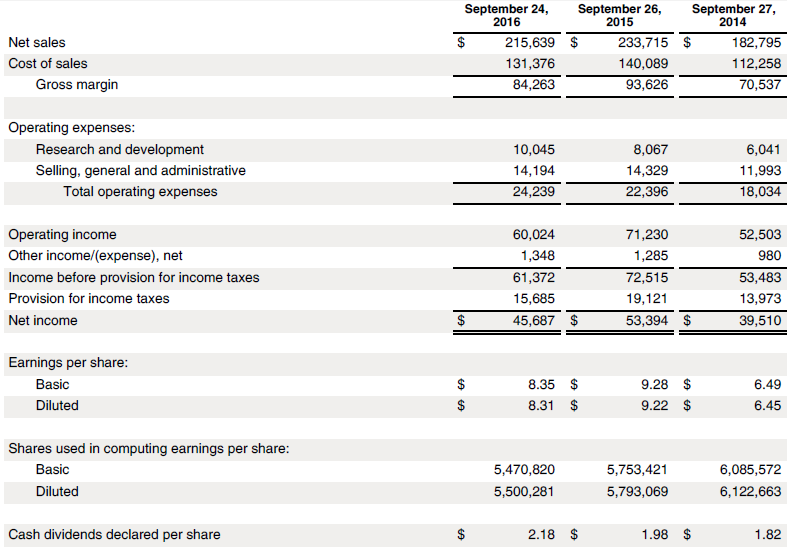 September 24, 2016 September 26, 2015 September 27, 2014
Net sales $ 215,639 $ 233,715 $ 182,795
Cost of sales 131,376 140,089 112,258
Gross margin 84,263 93,626 70,537
Operating expenses:
Research and development 10,045 8,067 6,041
Selling, general and administrative 14,194 14,329 11,993
Total operating expenses 24,239 22,396 18,034
Operating income 60,024 71,230 52,503
Other income/(expense), net 1,348 1,285 980
Income before provision for income taxes 61,372 72,515 53,483
Provision for income taxes 15,685 19,121 13,973
Net income $ 45,687 $ 53,394 $ 39,510
Earnings per share:
Basic $ 8.35 $ 9.28 $ 6.49
Diluted $ 8.31 $ 9.22 $ 6.45
Shares used in computing earnings per share:
Basic 5,470,820 5,753,421 6,085,572
Diluted 5,500,281 5,793,069 6,122,663
Cash dividends declared per share $ 2.18 $ 1.98 $ 1.82